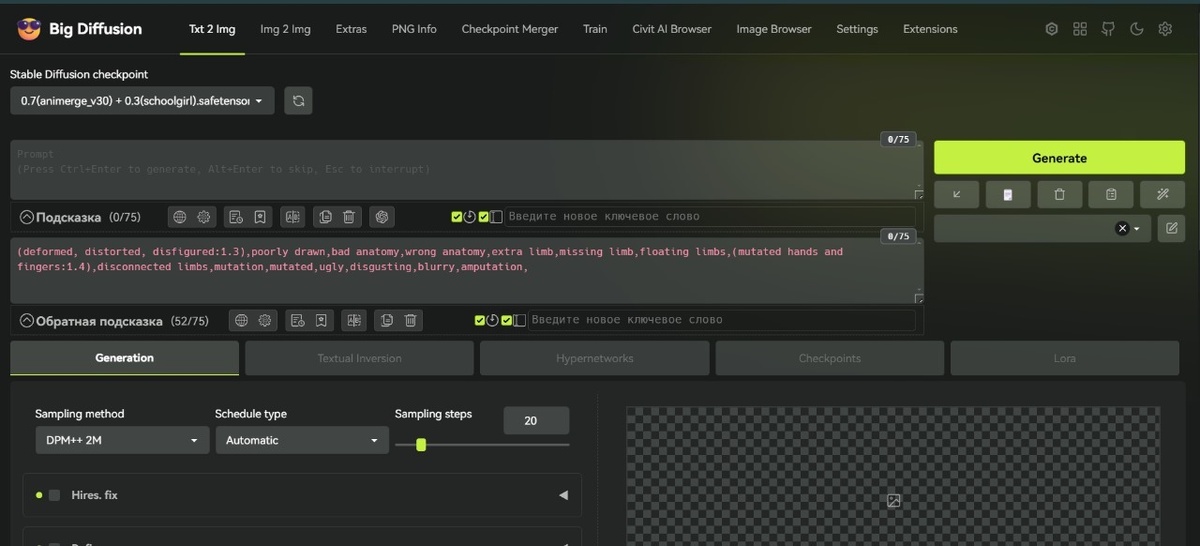 Big Diffusion
Txt 2 Img Img 2 Img Extras PNG Info Checkpoint Merger Train Civit AI Browser Image Browser Settings Extensions
Stable Diffusion checkpoint
0.7(animerge_v30) + 0.3(schoolgirl).safetensor
0/75
Prompt
(Press Ctrl+Enter to generate, Alt+Enter to skip, Esc to interrupt)
Generate
Подсказка (0/75) Введите новое ключевое слово
0/75
(deformed, distorted, disfigured:1.3),poorly drawn,bad anatomy,wrong anatomy,extra limb,missing limb,floating limbs,(mutated hands and
fingers:1.4),disconnected limbs,mutation,mutated,ugly,disgusting,blurry,amputation,
Обратная подсказка (52/75) Введите новое ключевое слово
Generation Textual Inversion Hypernetworks Checkpoints Lora
Sampling method Schedule type Sampling steps 20
DPM++ 2M Automatic
Hires. fix